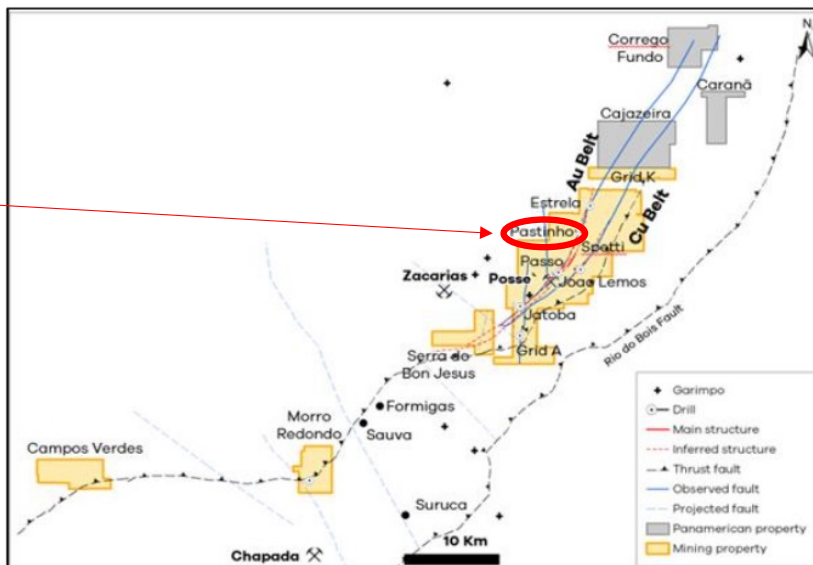 N
Corrego
Fundo
Caranã
Cajazeira
Au Belt
Grid K
Estrela
Cu Belt
Pastinho
Spotti
Passo
Zacarias
Posse
Joao Lemos
Jatoba
Rio do Bois Fault
Grid A
Serra do
Bon Jesus
Formigas
Morro
Redondo
Sauva
Campos Verdes
Suruca
10 Km
Chapada
Garimpo
Drill
Main structure
Inferred structure
Thrust fault
Observed fault
Projected fault
Panamerican property
Mining property